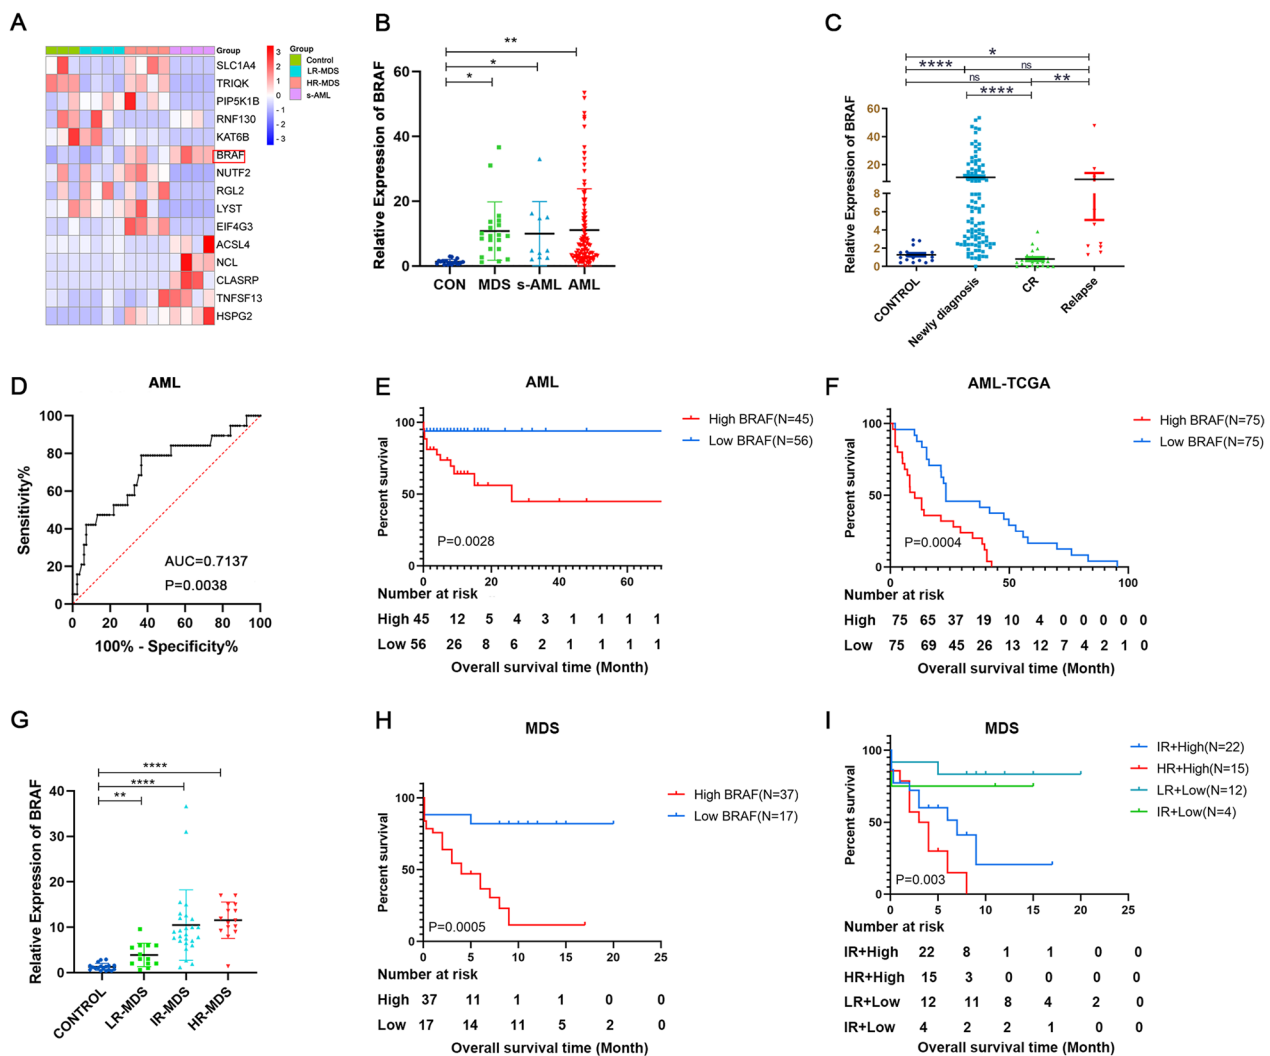 A
Group
SLC1A4
TRIQK
PIP5K1B
RNF130
KAT6B
BRAF
NUTF2
RGL2
LYST
EIF4G3
ACSL4
NCL
CLASRP
TNFSF13
HSPG2
3
2
1
0
-1
-2
-3
Group
Control
LR-MDS
HR-MDS
s-AML
B
Relative Expression of BRAF
60
40
20
0
**
*
*
CON MDS s-AML AML
C
Relative Expression of BRAF
60
40
20
8
6
4
2
0
*
**** ns
ns **
****
CONTROL
Newly diagnosis
CR
Relapse
D
AML
Sensitivity%
100
80
60
40
20
0
AUC=0.7137
P=0.0038
0 20 40 60 80 100
100% - Specificity%
E
AML
Percent survival
100
50
0
High BRAF(N=45)
Low BRAF(N=56)
P=0.0028
0 20 40 60
Number at risk
High 45 12 5 4 3 1 1 1 1
Low 56 26 8 6 2 1 1 1 1
Overall survival time (Month)
F
AML-TCGA
Percent survival
100
50
0
High BRAF(N=75)
Low BRAF(N=75)
P=0.0004
0 50 100
Number at risk
High 75 65 37 19 10 4 0 0 0 0 0
Low 75 69 45 26 13 12 7 4 2 1 0
Overall survival time (Month)
G
Relative Expression of BRAF
50
40
30
20
10
0
****
****
**
CONTROL
LR-MDS
IR-MDS
HR-MDS
H
MDS
Percent survival
100
50
0
High BRAF(N=37)
Low BRAF(N=17)
P=0.0005
0 5 10 15 20 25
Number at risk
High 37 11 1 1 0 0
Low 17 14 11 5 2 0
Overall survival time (Month)
I
MDS
Percent survival
100
50
0
IR+High(N=22)
HR+High(N=15)
LR+Low(N=12)
IR+Low(N=4)
P=0.003
0 5 10 15 20 25
Number at risk
IR+High 22 8 1 1 0 0
HR+High 15 3 0 0 0 0
LR+Low 12 11 8 4 2 0
IR+Low 4 2 2 1 0 0
Overall survival time (Month)